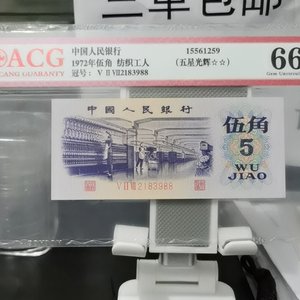 三单包邮
ACG
CANG GUARANTY
中国人民银行
1972年伍角 纺织工人
冠号: V II VII2183988
15561259
(五星光辉☆☆)
66
Gem Uncirculated
中国人民银行
伍角
5
WU
JIAO
V II VII 2183988